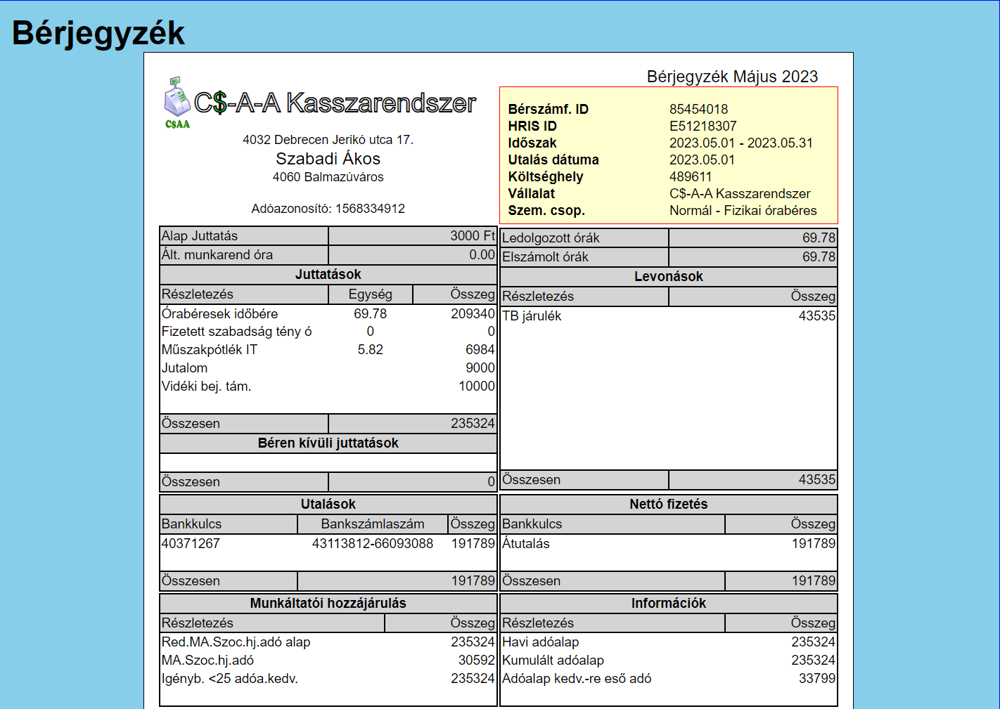 Bérjegyzék
Bérjegyzék Május 2023
C$-A-A Kasszarendszer
C$AA
4032 Debrecen Jerikó utca 17.
Szabadi Ákos
4060 Balmazúváros
Adóazonosító: 1568334912
Bérszámf. ID 85454018
HRIS ID E51218307
Időszak 2023.05.01 - 2023.05.31
Utalás dátuma 2023.05.01
Költséghely 489611
Vállalat C$-A-A Kasszarendszer
Szem. csop. Normál - Fizikai órabéres
Alap Juttatás 3000 Ft
Ált. munkarend óra 0.00
Juttatások
Részletezés Egység Összeg
Órabéresek időbére 69.78 209340
Fizetett szabadság tény ó 0 0
Műszakpótlék IT 5.82 6984
Jutalom 9000
Vidéki bej. tám. 10000
Összesen 235324
Béren kívüli juttatások
Összesen 0
Ledolgozott órák 69.78
Elszámolt órák 69.78
Levonások
Részletezés Összeg
TB járulék 43535
Összesen 43535
Utalások
Bankkulcs Bankszámlaszám Összeg
40371267 43113812-66093088 191789
Összesen 191789
Nettó fizetés
Bankkulcs Összeg
Átutalás 191789
Összesen 191789
Munkáltatói hozzájárulás
Részletezés Összeg
Red.MA.Szoc.hj.adó alap 235324
MA.Szoc.hj.adó 30592
Igényb. <25 adóa.kedv. 235324
Információk
Részletezés Összeg
Havi adóalap 235324
Kumulált adóalap 235324
Adóalap kedv.-re eső adó 33799